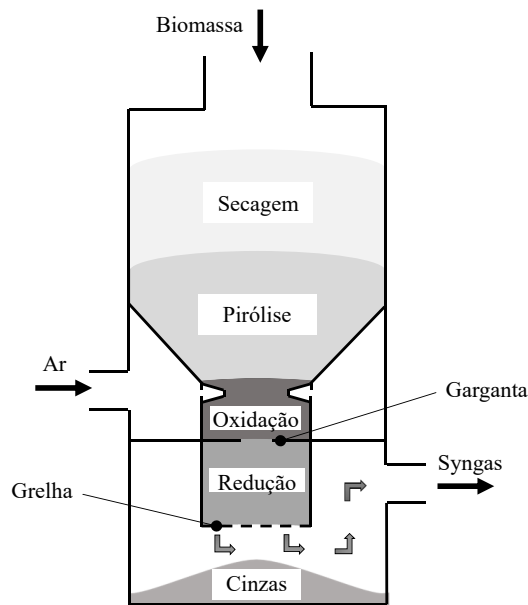 Biomassa
Secagem
Pirólise
Ar
Garganta
Oxidação
Syngas
Redução
Grelha
Cinzas